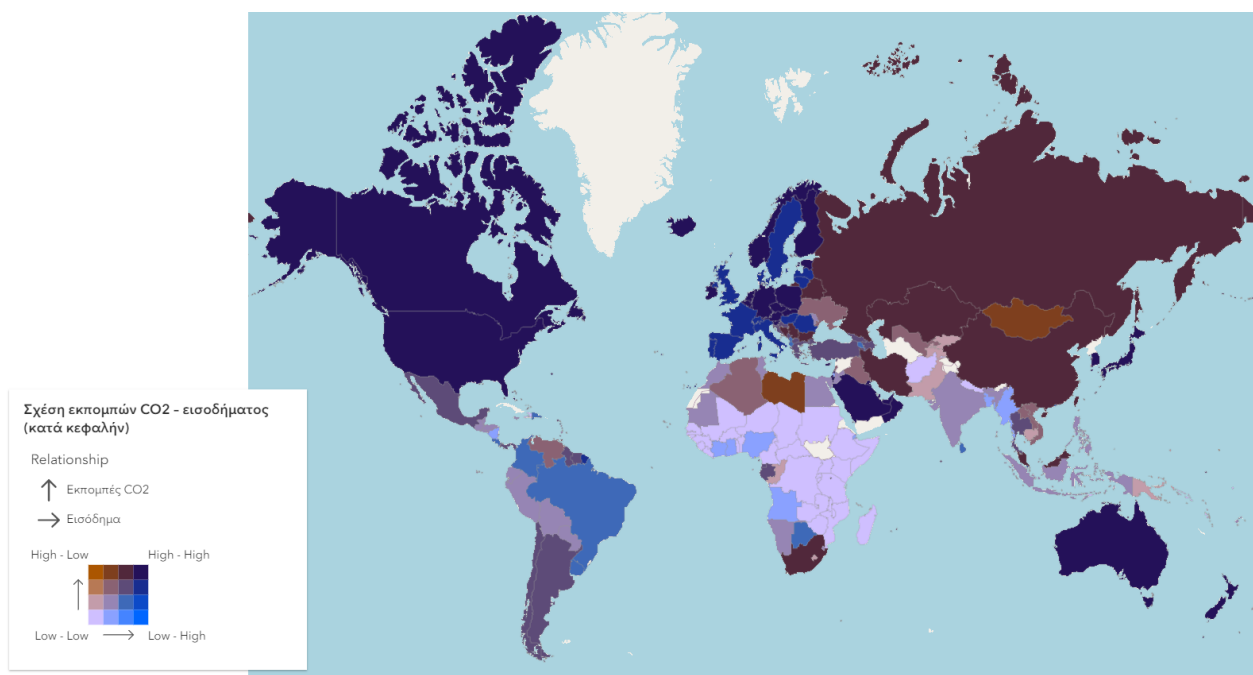 Σχέση εκπομπών CO2 - εισοδήματος
(κατά κεφαλήν)
Relationship
Εκπομπές CO2
Εισόδημα
High - Low
High - High
Low - Low
Low - High